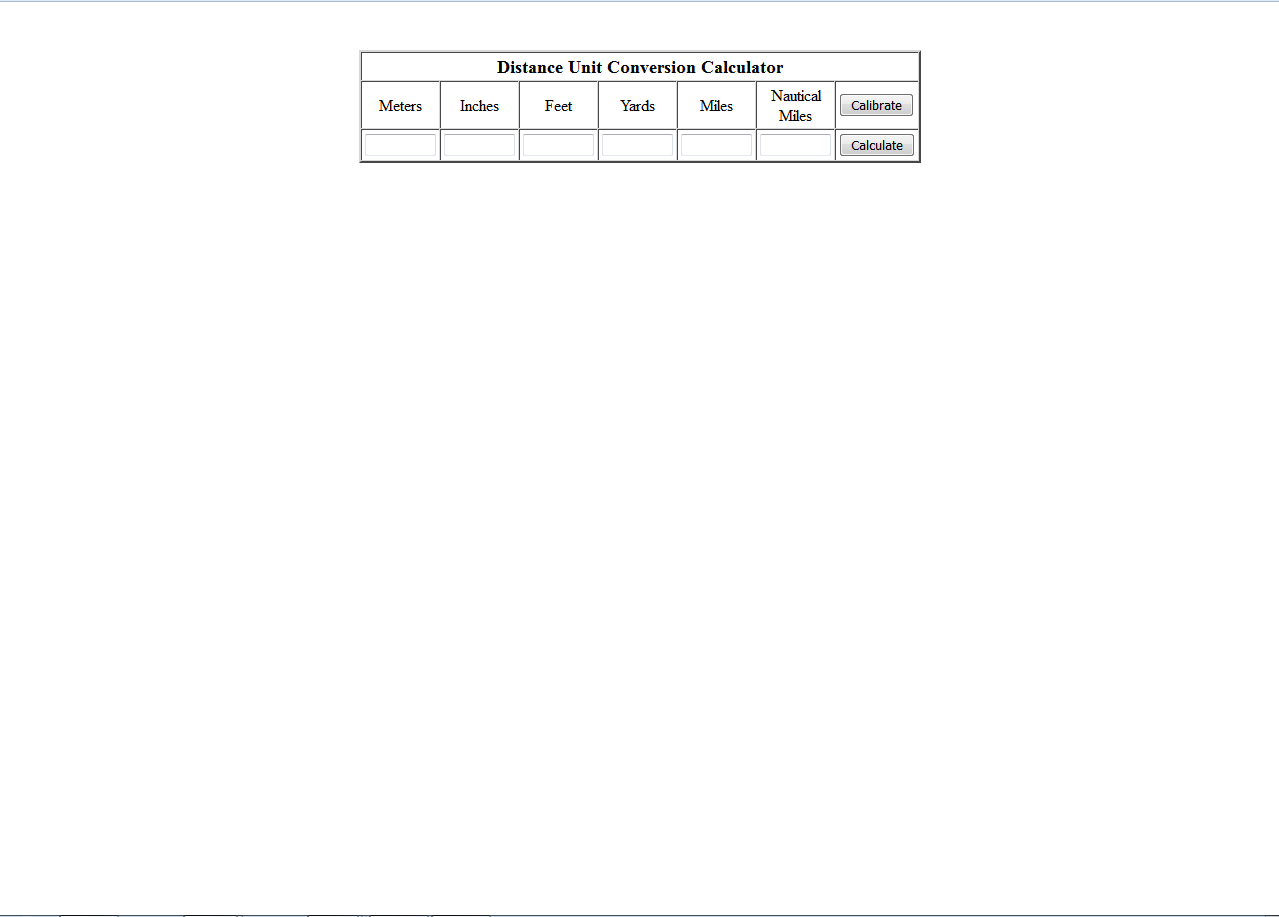 Distance Unit Conversion Calculator
Meters Inches Feet Yards Miles Nautical Miles Calibrate
Calculate